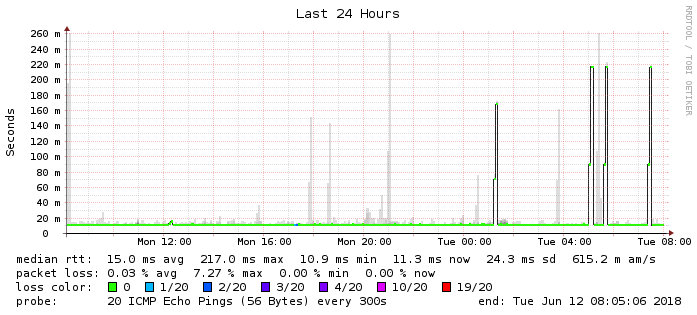 Last 24 Hours
RRDTOOL / TOBI OETIKER
Seconds
260 m
240 m
220 m
200 m
180 m
160 m
140 m
120 m
100 m
80 m
60 m
40 m
20 m
0
Mon 12:00 Mon 16:00 Mon 20:00 Tue 00:00 Tue 04:00 Tue 08:00
median rtt: 15.0 ms avg 217.0 ms max 10.9 ms min 11.3 ms now 24.3 ms sd 615.2 m am/s
packet loss: 0.03 % avg 7.27 % max 0.00 % min 0.00 % now
loss color: 0 1/20 2/20 3/20 4/20 10/20 19/20
probe: 20 ICMP Echo Pings (56 Bytes) every 300s end: Tue Jun 12 08:05:06 2018